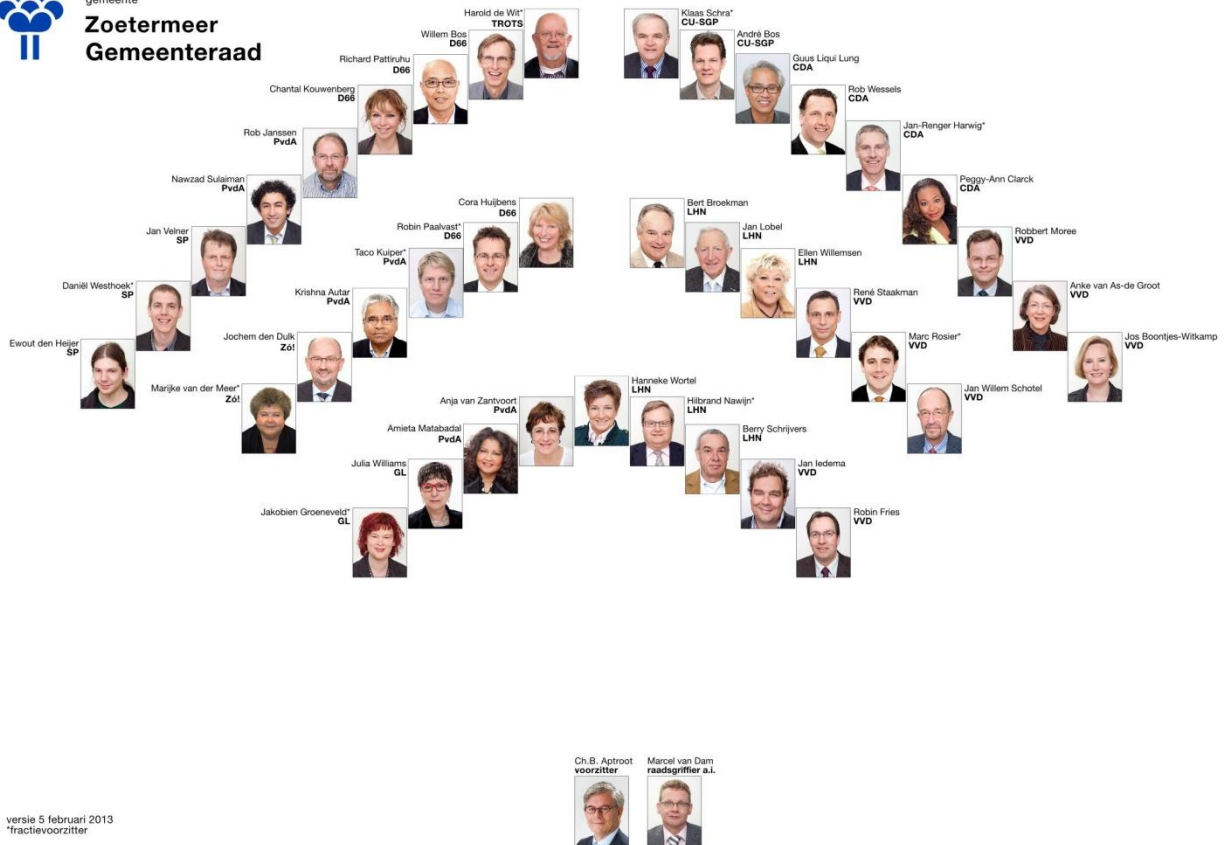 gemeente
Zoetermeer
Gemeenteraad
Harold de Wit*
TROTS
Willem Bos
D66
Richard Pattiruhu
D66
Chantal Kouwenberg
D66
Rob Janssen
PvdA
Nawzad Sulaiman
PvdA
Jan Velner
SP
Daniël Westhoek*
SP
Ewout den Heijer
SP
Klaas Schra*
CU-SGP
André Bos
CU-SGP
Guus Liqui Lung
CDA
Rob Wessels
CDA
Jan-Renger Harwig*
CDA
Peggy-Ann Clarck
CDA
Robbert Moree
VVD
Anke van As-de Groot
VVD
Jos Boontjes-Witkamp
VVD
Cora Huijbens
D66
Robin Paalvast*
D66
Taco Kuiper*
PvdA
Krishna Autar
PvdA
Jochem den Dulk
Zó!
Marijke van der Meer*
Zó!
Bert Broekman
LHN
Jan Lobel
LHN
Ellen Willemsen
LHN
René Staakman
VVD
Marc Rosier*
VVD
Jan Willem Schotel
VVD
Anja van Zantvoort
PvdA
Amieta Matabadal
PvdA
Julia Williams
GL
Jakobien Groeneveld*
GL
Hanneke Wortel
LHN
Hilbrand Nawijn*
LHN
Berry Schrijvers
LHN
Jan Iedema
VVD
Robin Fries
VVD
Ch.B. Aptroot
voorzitter
Marcel van Dam
raadsgriffier a.i.
versie 5 februari 2013
*fractievoorzitter